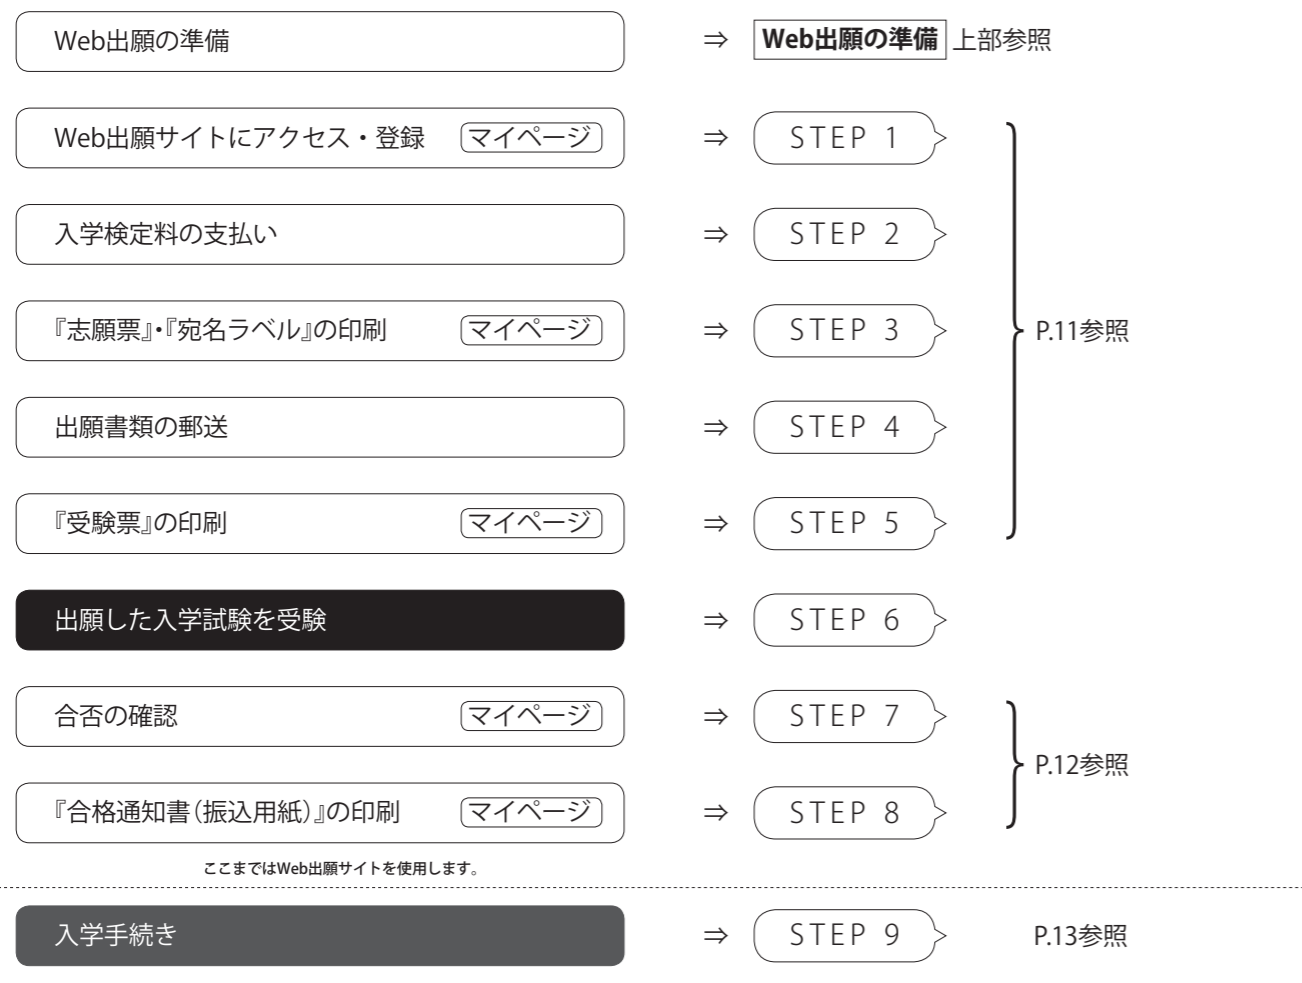 Web出願の準備 ⇒ Web出願の準備 上部参照
Web出願サイトにアクセス・登録 マイページ ⇒ STEP 1
入学検定料の支払い ⇒ STEP 2
『志願票』・『宛名ラベル』の印刷 マイページ ⇒ STEP 3 P.11参照
出願書類の郵送 ⇒ STEP 4
『受験票』の印刷 マイページ ⇒ STEP 5
出願した入学試験を受験 ⇒ STEP 6
合否の確認 マイページ ⇒ STEP 7
P.12参照
『合格通知書(振込用紙)』の印刷 マイページ ⇒ STEP 8
ここまではWeb出願サイトを使用します。
入学手続き ⇒ STEP 9 P.13参照